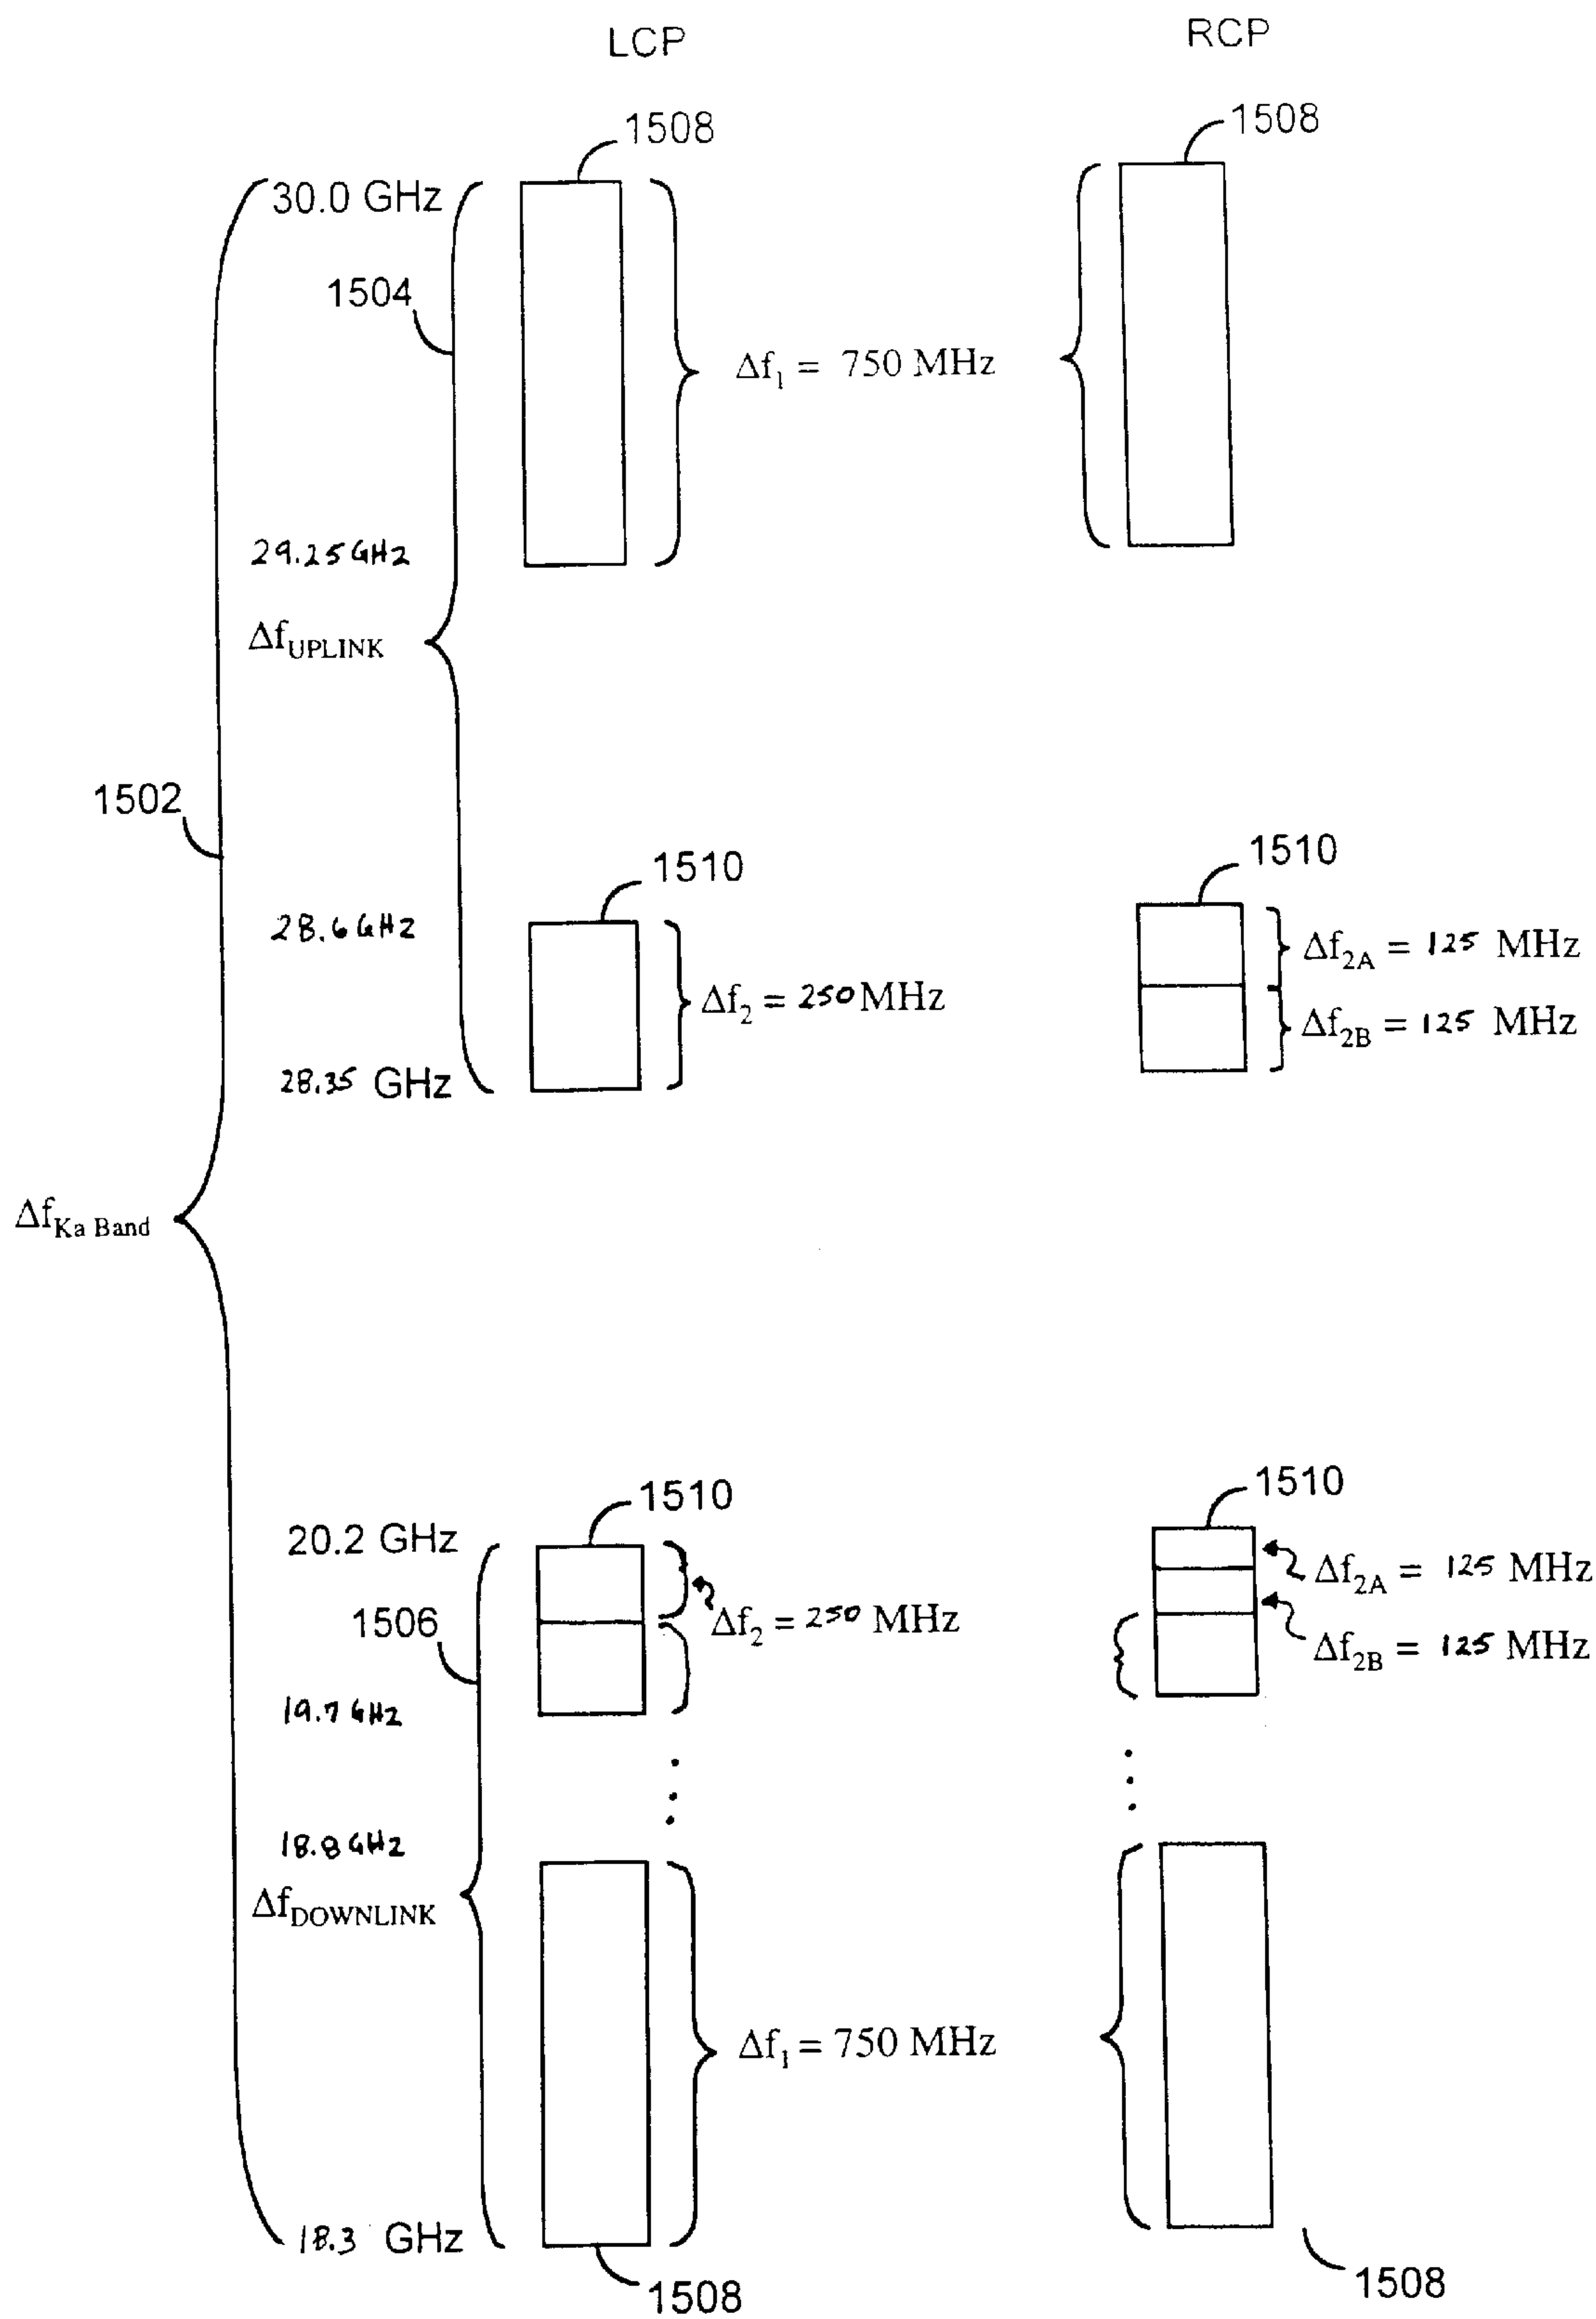 LCP
RCP
1508
1508
30.0 GHz
1504
Δf1 = 750 MHz
29.25 GHz
ΔfUPLINK
1502
1510
1510
28.6 GHz
Δf2A = 125 MHz
Δf2 = 250 MHz
Δf2B = 125 MHz
28.35 GHz
ΔfKa Band
1510
1510
20.2 GHz
Δf2A = 125 MHz
1506
Δf2 = 250 MHz
Δf2B = 125 MHz
19.7 GHz
18.8 GHz
ΔfDOWNLINK
Δf1 = 750 MHz
18.3 GHz
1508
1508